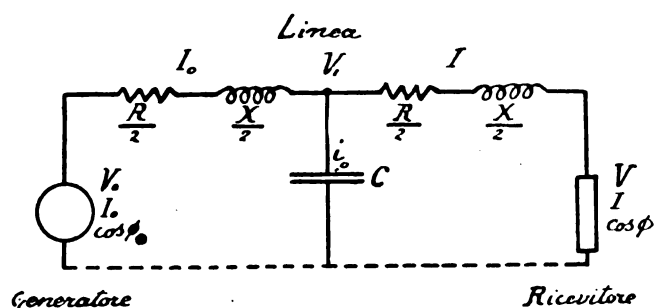 Linea
I₀ V₁ I
R/2 X/2 R/2 X/2
i₀ C
V₀
I₀
cosϕ₀
V
I
cosϕ
Generatore Ricevitore